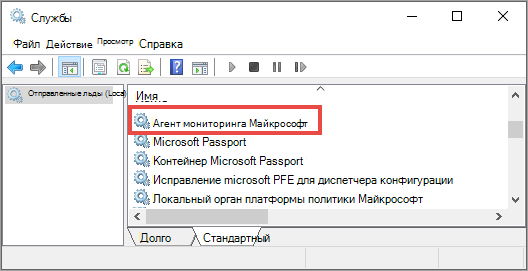 Службы
Файл Действие Просмотр Справка
Отправленные льды (Local)
Имя
Агент мониторинга Майкрософт
Microsoft Passport
Контейнер Microsoft Passport
Исправление microsoft PFE для диспетчера конфигурации
Локальный орган платформы политики Майкрософт
Долго Стандартный